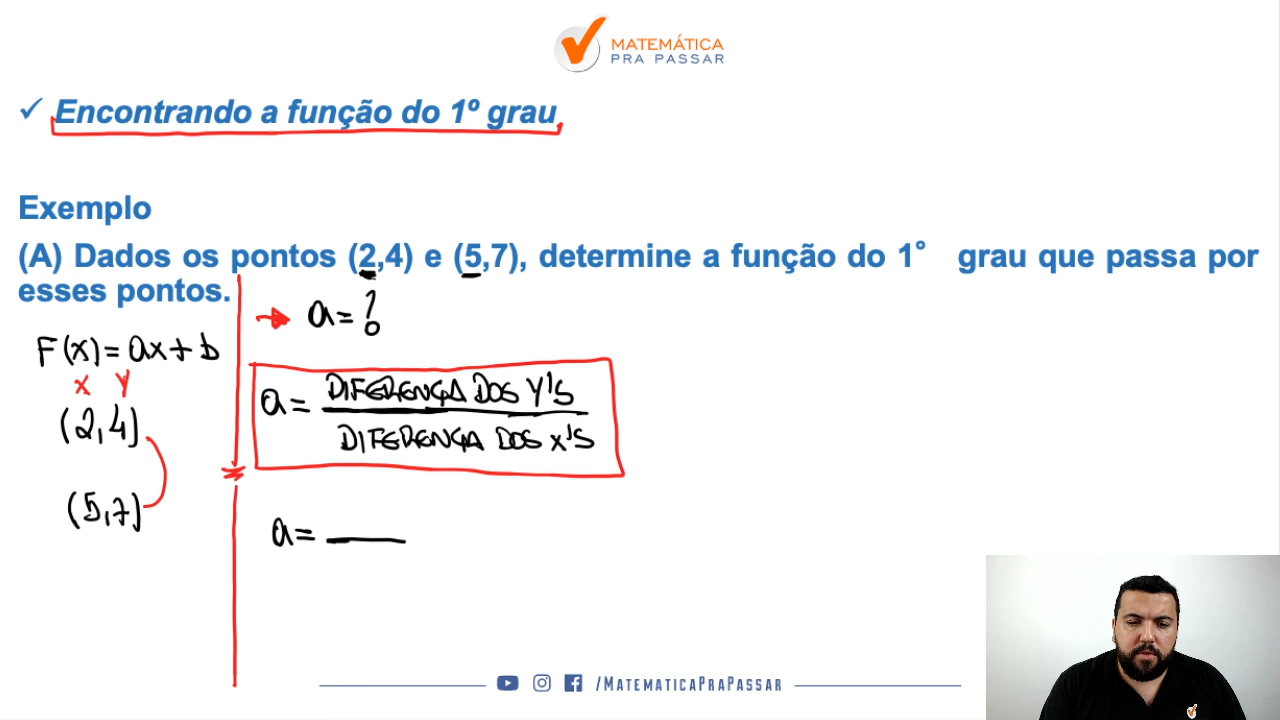 MATEMÁTICA
PRA PASSAR
✓ Encontrando a função do 1º grau
Exemplo
(A) Dados os pontos (2,4) e (5,7), determine a função do 1° grau que passa por
esses pontos.
a = ?
F(x) = ax + b
x y
(2,4)
(5,7)
a = DIFERENÇA DOS Y'S
DIFERENÇA DOS X'S
a =
/MATEMATICAPRAPASSAR